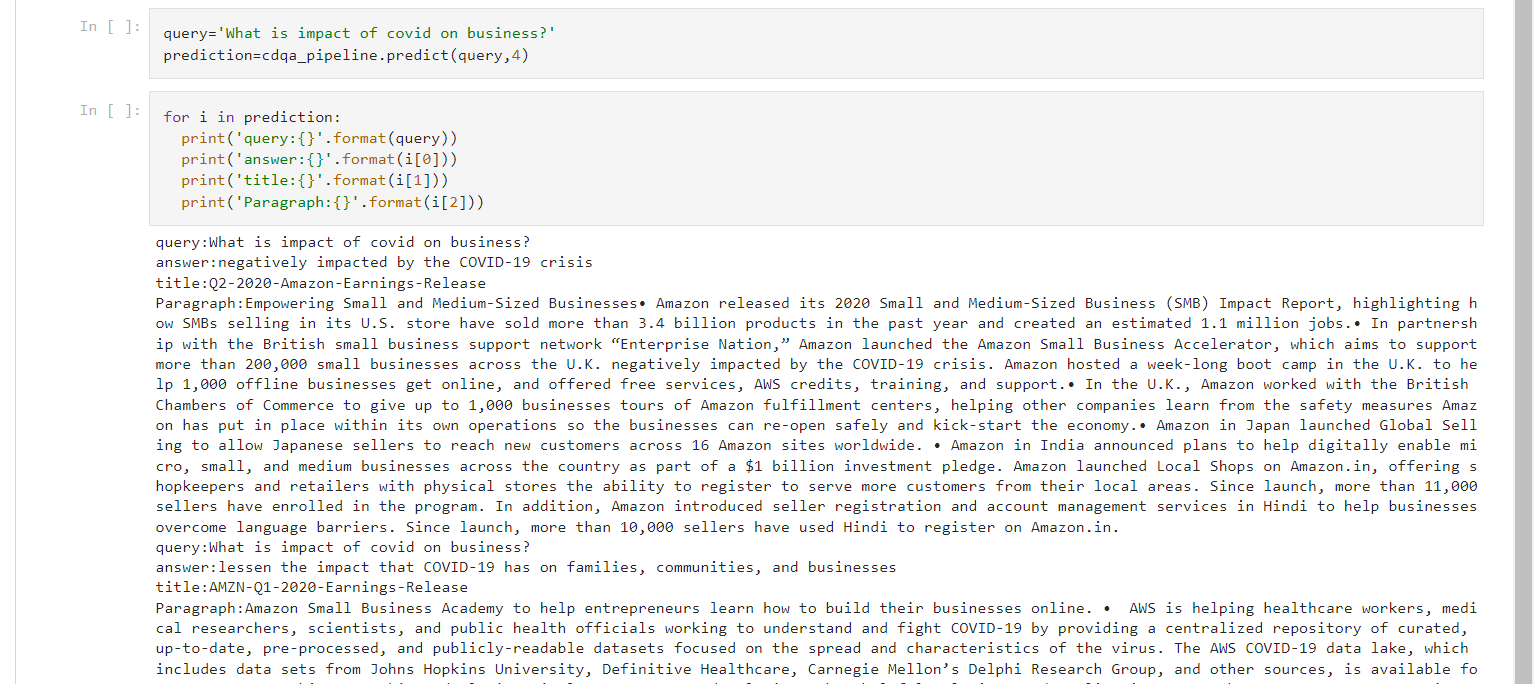 In [ ]:
query='What is impact of covid on business?'
prediction=cdqa_pipeline.predict(query,4)
In [ ]:
for i in prediction:
  print('query:{}'.format(query))
  print('answer:{}'.format(i[0]))
  print('title:{}'.format(i[1]))
  print('Paragraph:{}'.format(i[2]))
query:What is impact of covid on business?
answer:negatively impacted by the COVID-19 crisis
title:Q2-2020-Amazon-Earnings-Release
Paragraph:Empowering Small and Medium-Sized Businesses• Amazon released its 2020 Small and Medium-Sized Business (SMB) Impact Report, highlighting h
ow SMBs selling in its U.S. store have sold more than 3.4 billion products in the past year and created an estimated 1.1 million jobs.• In partnersh
ip with the British small business support network “Enterprise Nation,” Amazon launched the Amazon Small Business Accelerator, which aims to support
more than 200,000 small businesses across the U.K. negatively impacted by the COVID-19 crisis. Amazon hosted a week-long boot camp in the U.K. to he
lp 1,000 offline businesses get online, and offered free services, AWS credits, training, and support.• In the U.K., Amazon worked with the British
Chambers of Commerce to give up to 1,000 businesses tours of Amazon fulfillment centers, helping other companies learn from the safety measures Amaz
on has put in place within its own operations so the businesses can re-open safely and kick-start the economy.• Amazon in Japan launched Global Sell
ing to allow Japanese sellers to reach new customers across 16 Amazon sites worldwide. • Amazon in India announced plans to help digitally enable mi
cro, small, and medium businesses across the country as part of a $1 billion investment pledge. Amazon launched Local Shops on Amazon.in, offering s
hopkeepers and retailers with physical stores the ability to register to serve more customers from their local areas. Since launch, more than 11,000
sellers have enrolled in the program. In addition, Amazon introduced seller registration and account management services in Hindi to help businesses
overcome language barriers. Since launch, more than 10,000 sellers have used Hindi to register on Amazon.in.
query:What is impact of covid on business?
answer:lessen the impact that COVID-19 has on families, communities, and businesses
title:AMZN-Q1-2020-Earnings-Release
Paragraph:Amazon Small Business Academy to help entrepreneurs learn how to build their businesses online. •  AWS is helping healthcare workers, medi
cal researchers, scientists, and public health officials working to understand and fight COVID-19 by providing a centralized repository of curated,
up-to-date, pre-processed, and publicly-readable datasets focused on the spread and characteristics of the virus. The AWS COVID-19 data lake, which
includes data sets from Johns Hopkins University, Definitive Healthcare, Carnegie Mellon’s Delphi Research Group, and other sources, is available fo